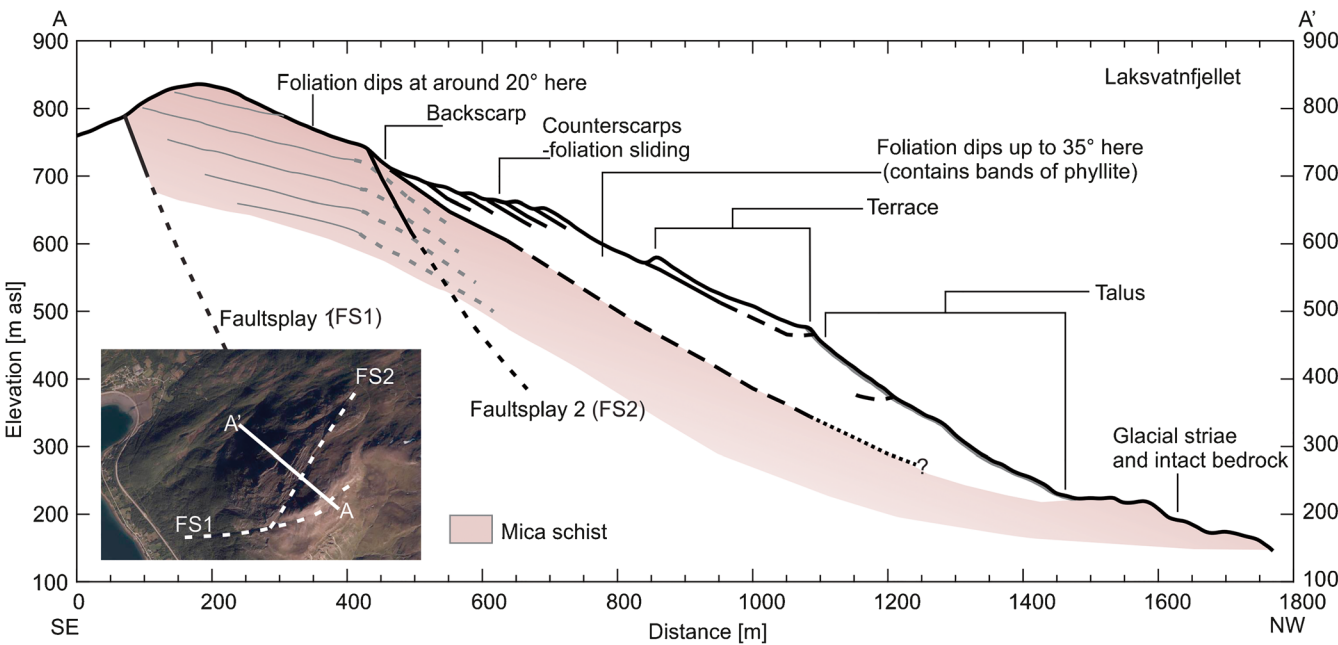 A
A'
900
900
Laksvatnfjellet
Foliation dips at around 20° here
800
800
Backscarp
Counterscarps
-foliation sliding
Foliation dips up to 35° here
(contains bands of phyllite)
700
700
Terrace
600
600
Talus
500
500
Faultsplay 1(FS1)
400
400
FS2
Faultsplay 2 (FS2)
A'
300
300
Glacial striae
and intact bedrock
?
200
200
A
FS1
Mica schist
100
100
Elevation [m asl]
0
200
400
600
800
1000
1200
1400
1600
1800
SE
Distance [m]
NW